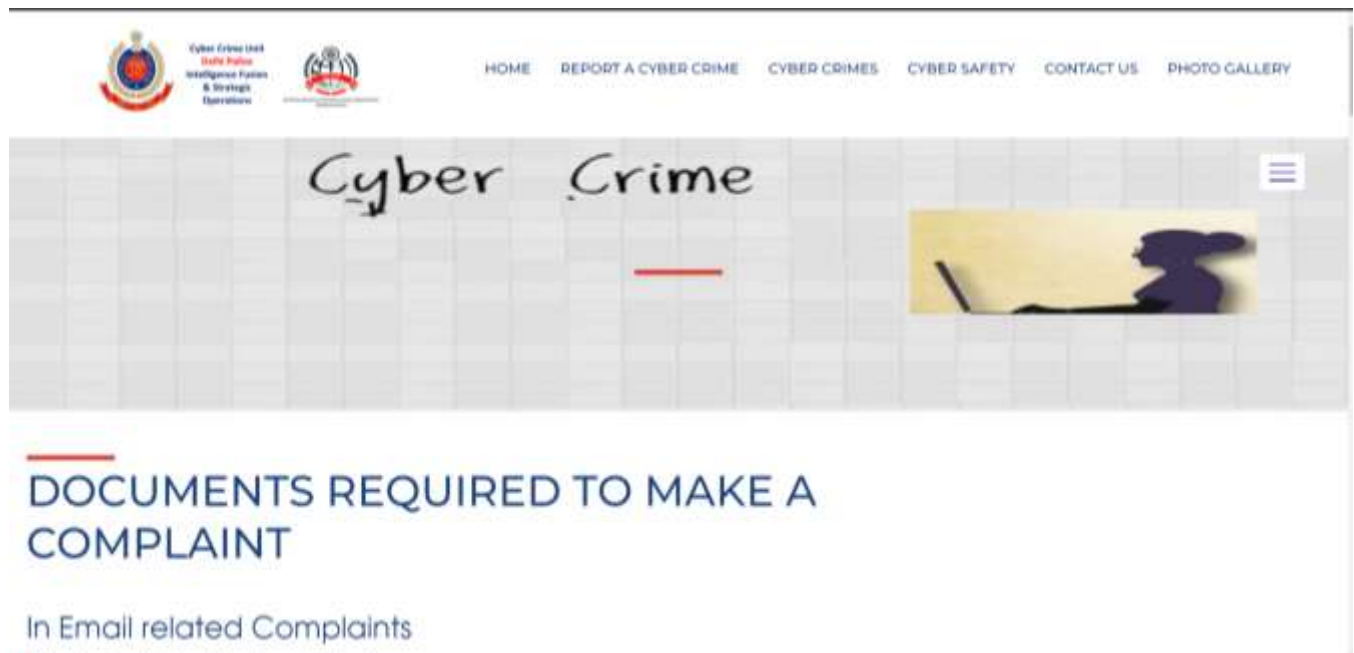 Cyber Crime Unit
Delhi Police
Intelligence Fusion
& Strategic
Operations
HOME REPORT A CYBER CRIME CYBER CRIMES CYBER SAFETY CONTACT US PHOTO GALLERY
Cyber Crime
DOCUMENTS REQUIRED TO MAKE A
COMPLAINT
In Email related Complaints